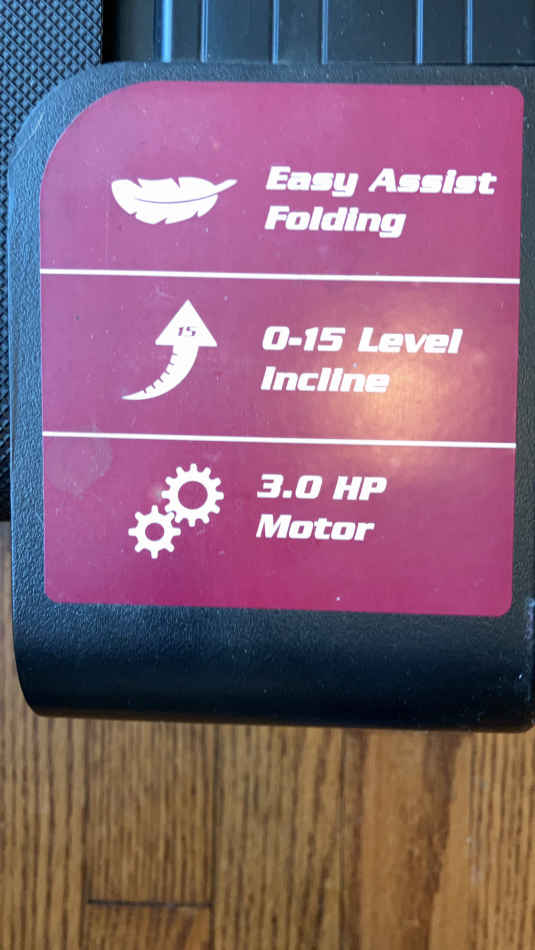 Easy Assist
Folding
15
0-15 Level
Incline
3.0 HP
Motor